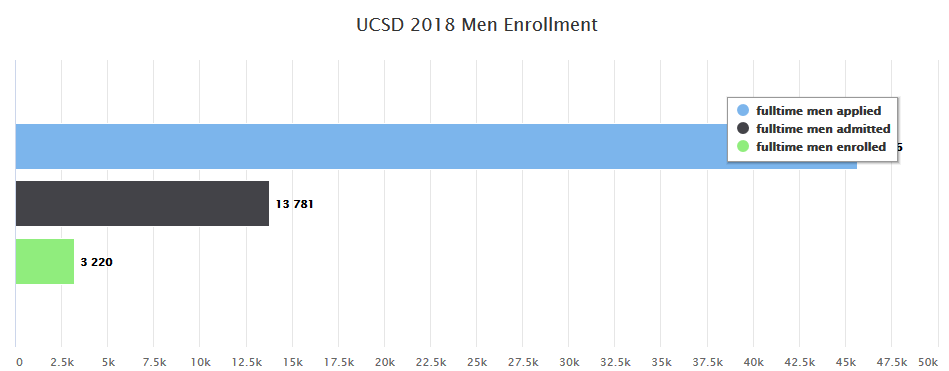 UCSD 2018 Men Enrollment
fulltime men applied
fulltime men admitted
fulltime men enrolled
13 781
3 220
0 2.5k 5k 7.5k 10k 12.5k 15k 17.5k 20k 22.5k 25k 27.5k 30k 32.5k 35k 37.5k 40k 42.5k 45k 47.5k 50k